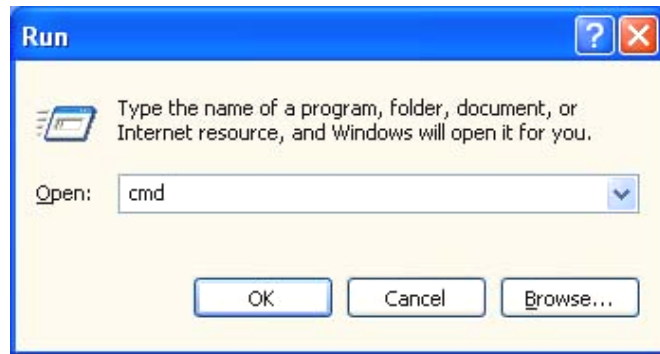 Run
Type the name of a program, folder, document, or
Internet resource, and Windows will open it for you.
Open: cmd
OK Cancel Browse...